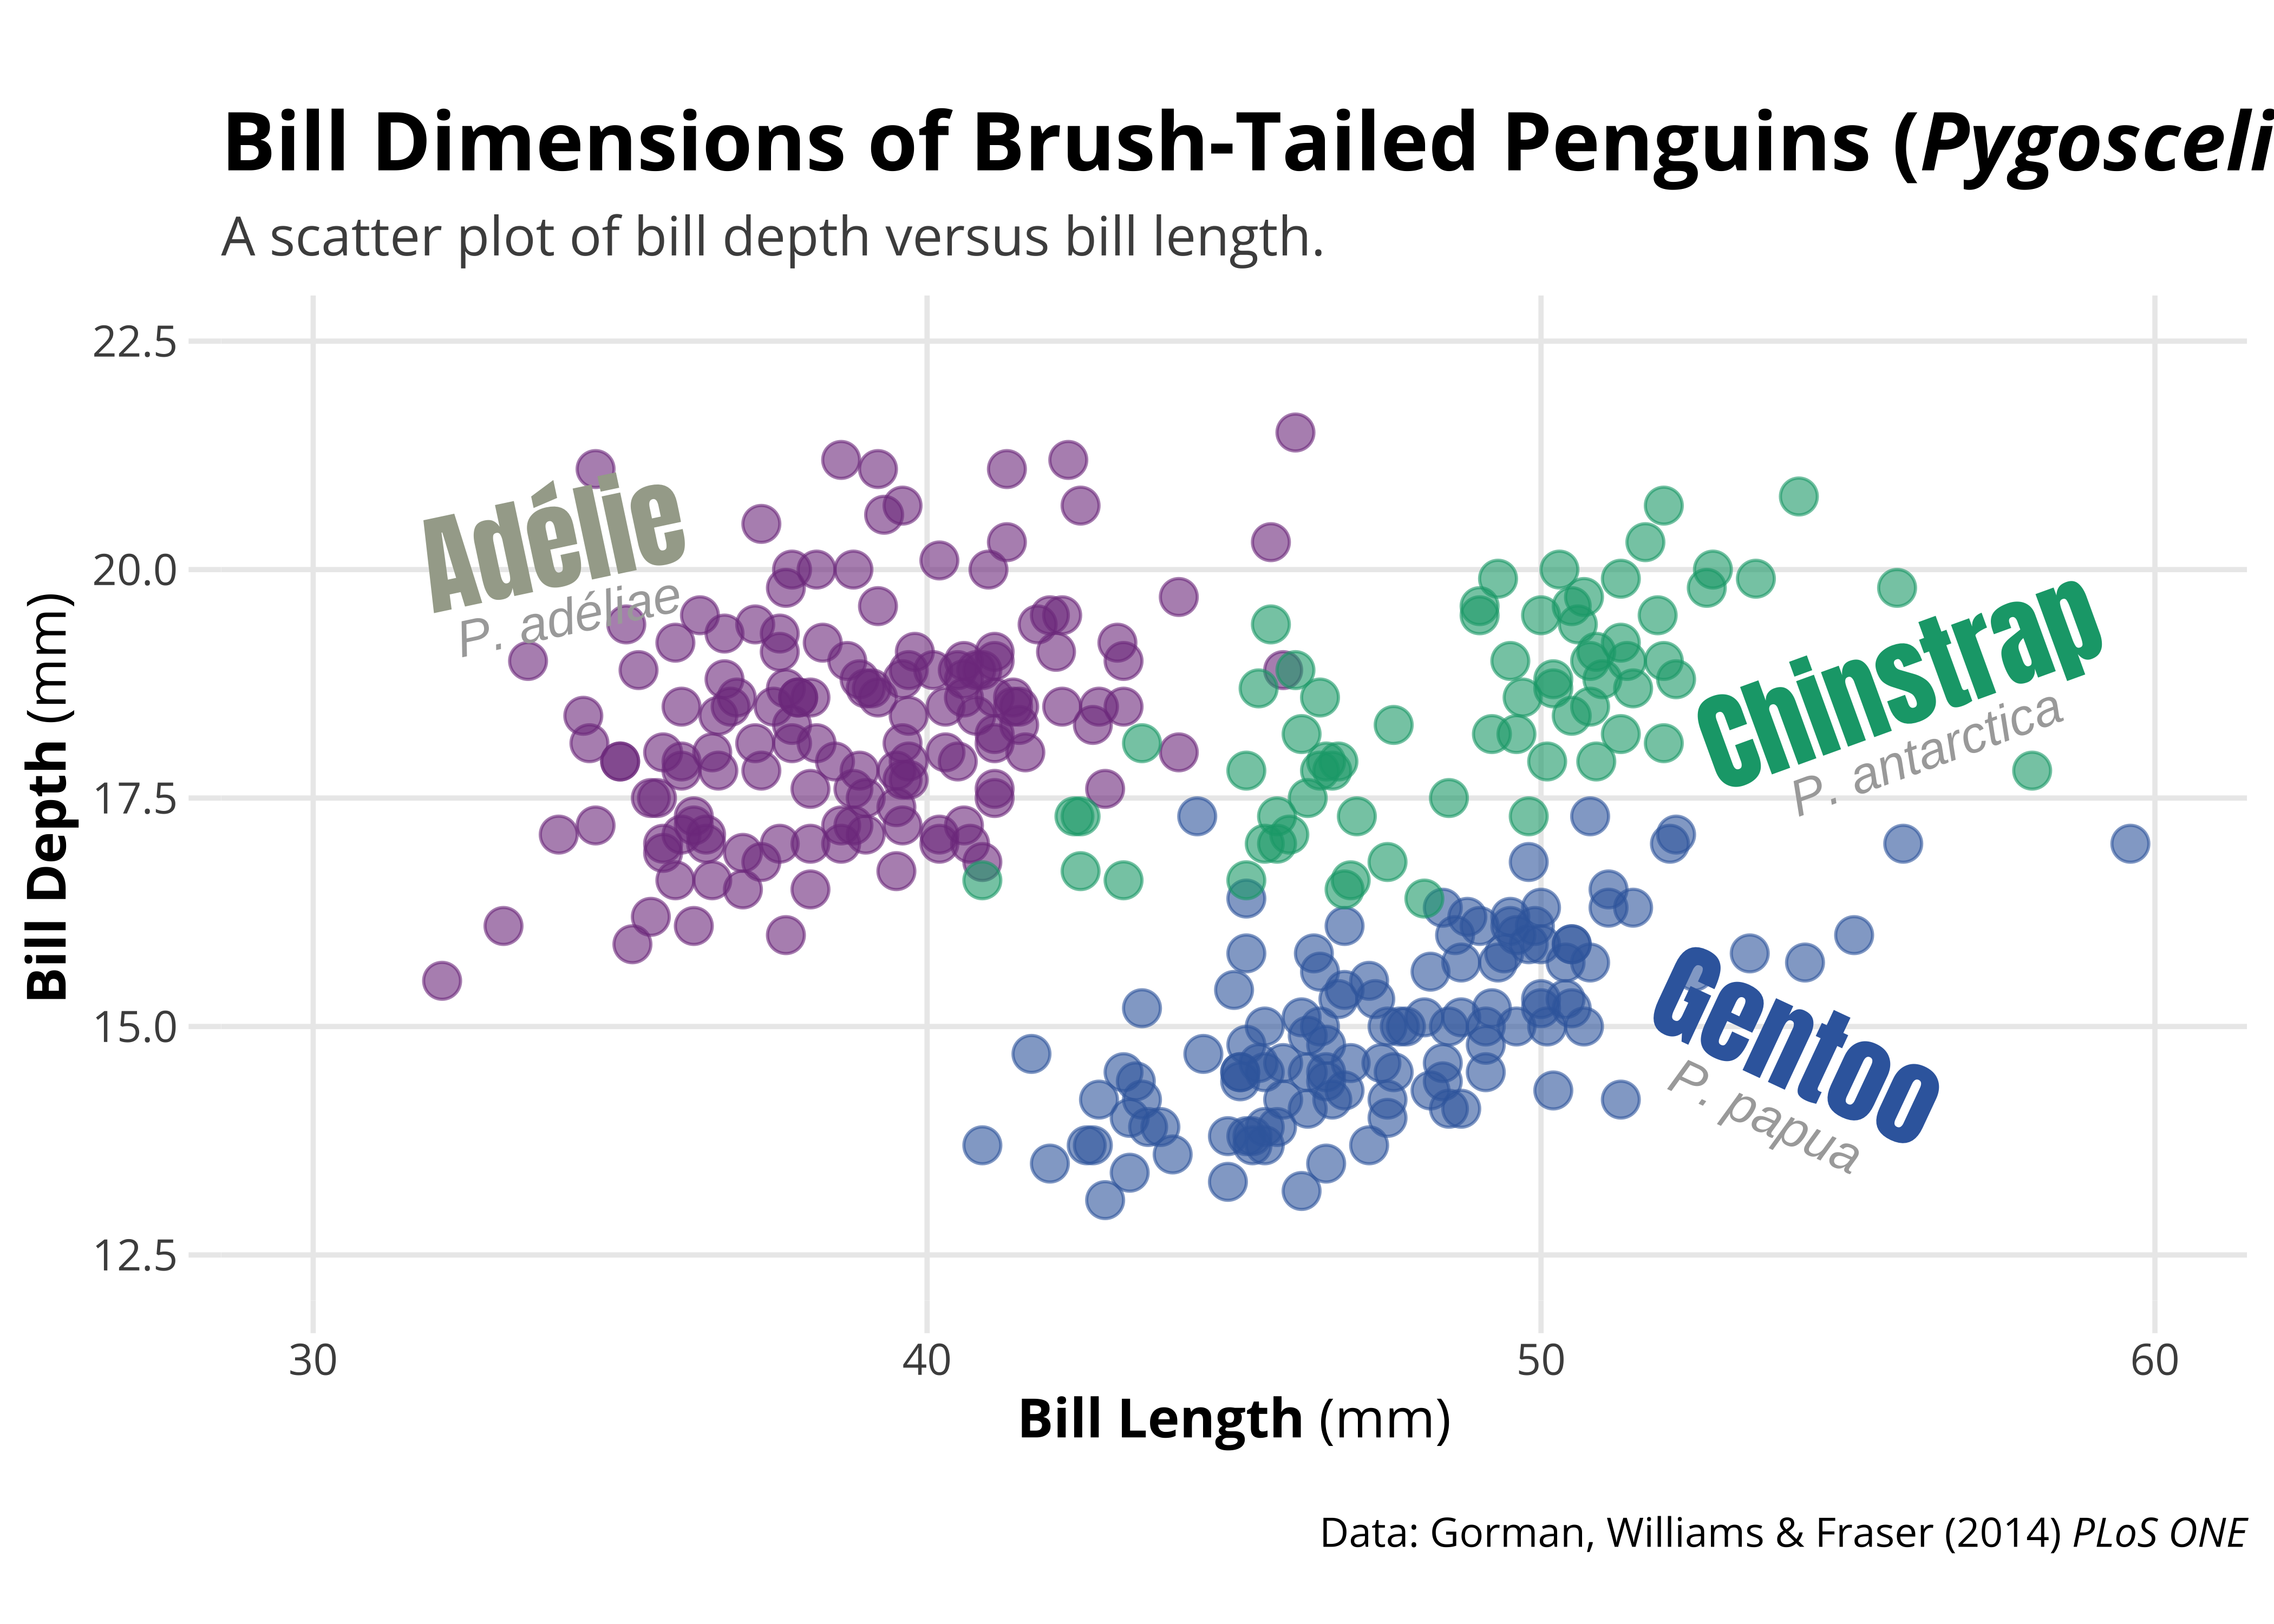 Bill Dimensions of Brush-Tailed Penguins (Pygosceli
A scatter plot of bill depth versus bill length.
22.5
20.0
17.5
15.0
12.5
Bill Depth (mm)
Adélie
P. adéliae
Chinstrap
P. antarctica
Gentoo
P. papua
30
40
50
60
Bill Length (mm)
Data: Gorman, Williams & Fraser (2014) PLoS ONE